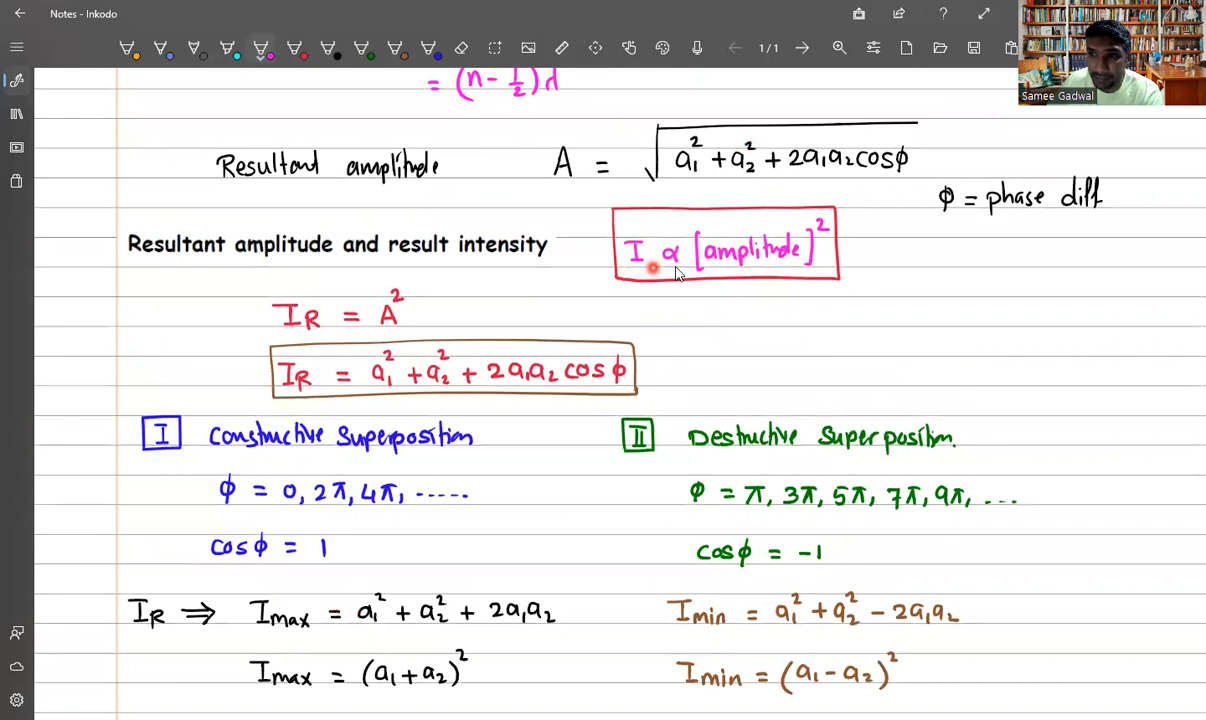 Notes - Inkodo
1/1
Samee Gadwal
= (n - 1/2) d
Resultant amplitude A = √(a₁² + a₂² + 2a₁a₂cosϕ)
ϕ = phase diff
Resultant amplitude and result intensity
I ∝ [amplitude]²
I_R = A²
I_R = a₁² + a₂² + 2a₁a₂ cos ϕ
I Constructive Superposition
ϕ = 0, 2π, 4π, .....
cosϕ = 1
I_R ⇒ I_max = a₁² + a₂² + 2a₁a₂
I_max = (a₁ + a₂)²
II Destuctive Superposition.
ϕ = π, 3π, 5π, 7π, 9π, ...
cosϕ = -1
I_min = a₁² + a₂² - 2a₁a₂
I_min = (a₁ - a₂)²